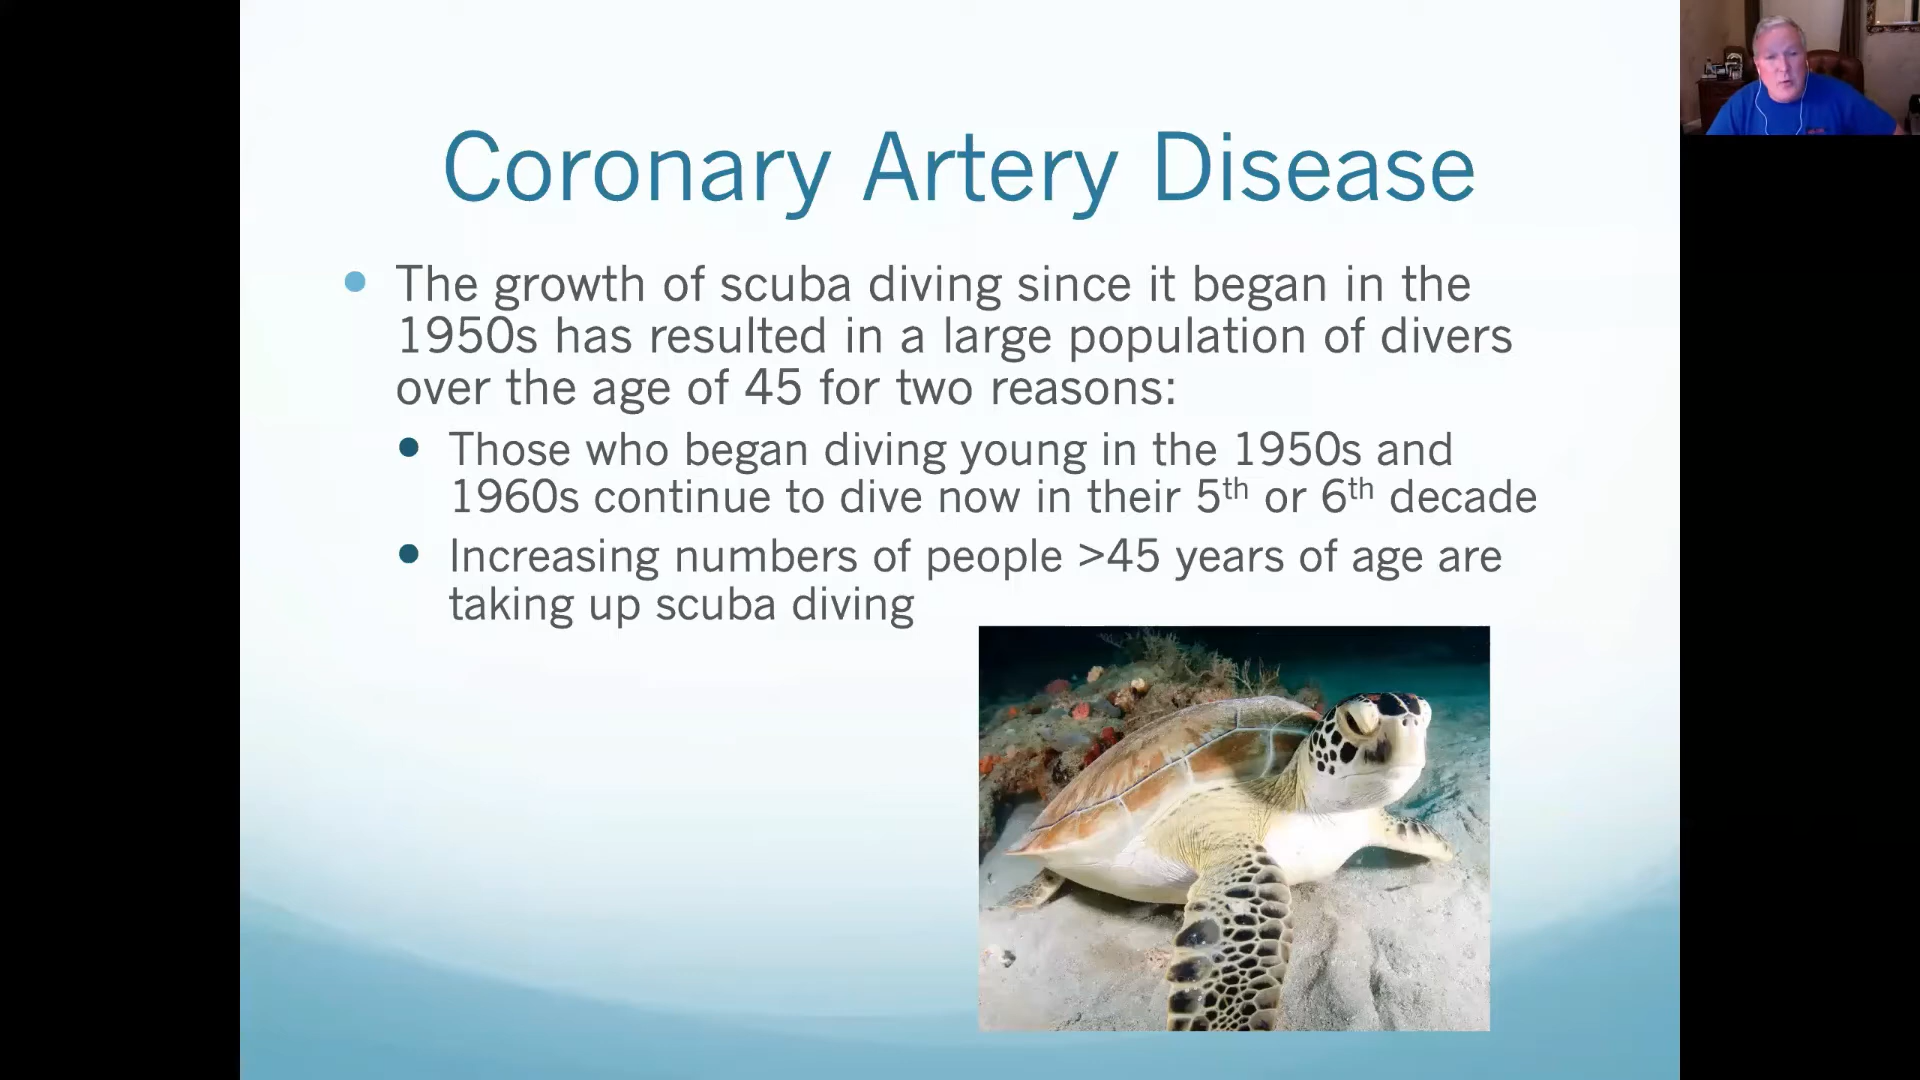 Coronary Artery Disease
The growth of scuba diving since it began in the
1950s has resulted in a large population of divers
over the age of 45 for two reasons:
Those who began diving young in the 1950s and
1960s continue to dive now in their 5th or 6th decade
Increasing numbers of people >45 years of age are
taking up scuba diving